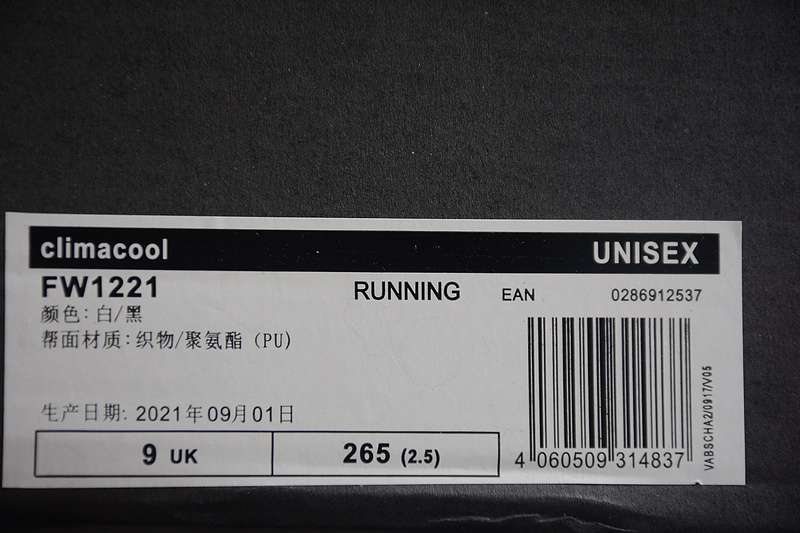 climacool UNISEX
FW1221 RUNNING EAN 0286912537
颜色: 白/黑
帮面材质: 织物/聚氨酯 (PU)
生产日期: 2021年09月01日
9 UK 265 (2.5)
4 060509 314837
VABSCHA2/0917/V05